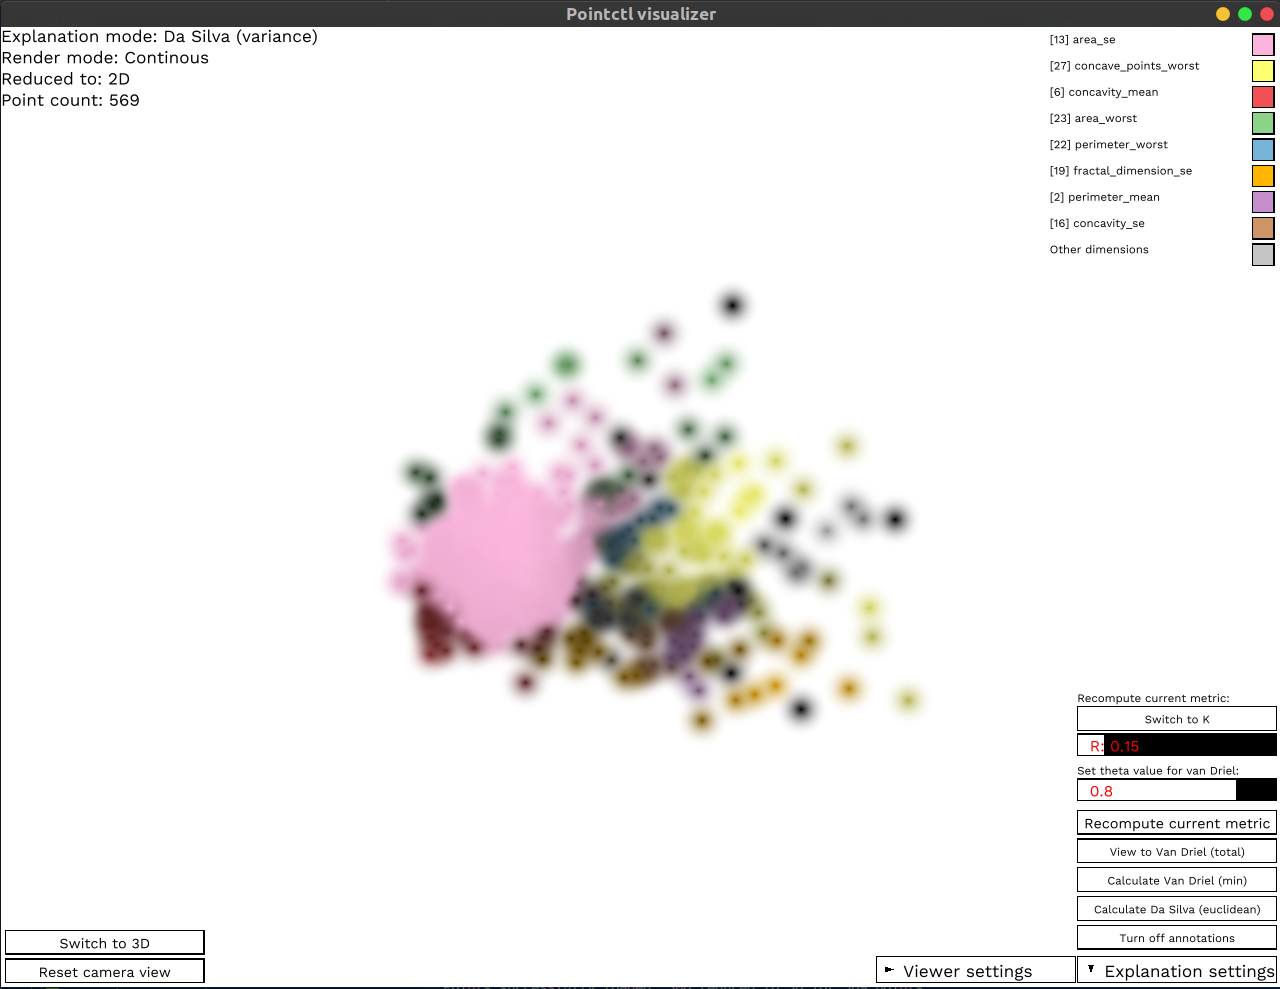 Pointctl visualizer
Explanation mode: Da Silva (variance)
Render mode: Continous
Reduced to: 2D
Point count: 569
[13] area_se
[27] concave_points_worst
[6] concavity_mean
[23] area_worst
[22] perimeter_worst
[19] fractal_dimension_se
[2] perimeter_mean
[16] concavity_se
Other dimensions
Recompute current metric:
Switch to K
R: 0.15
Set theta value for van Driel:
0.8
Recompute current metric
View to Van Driel (total)
Calculate Van Driel (min)
Calculate Da Silva (euclidean)
Turn off annotations
Switch to 3D
Reset camera view
Viewer settings
Explanation settings